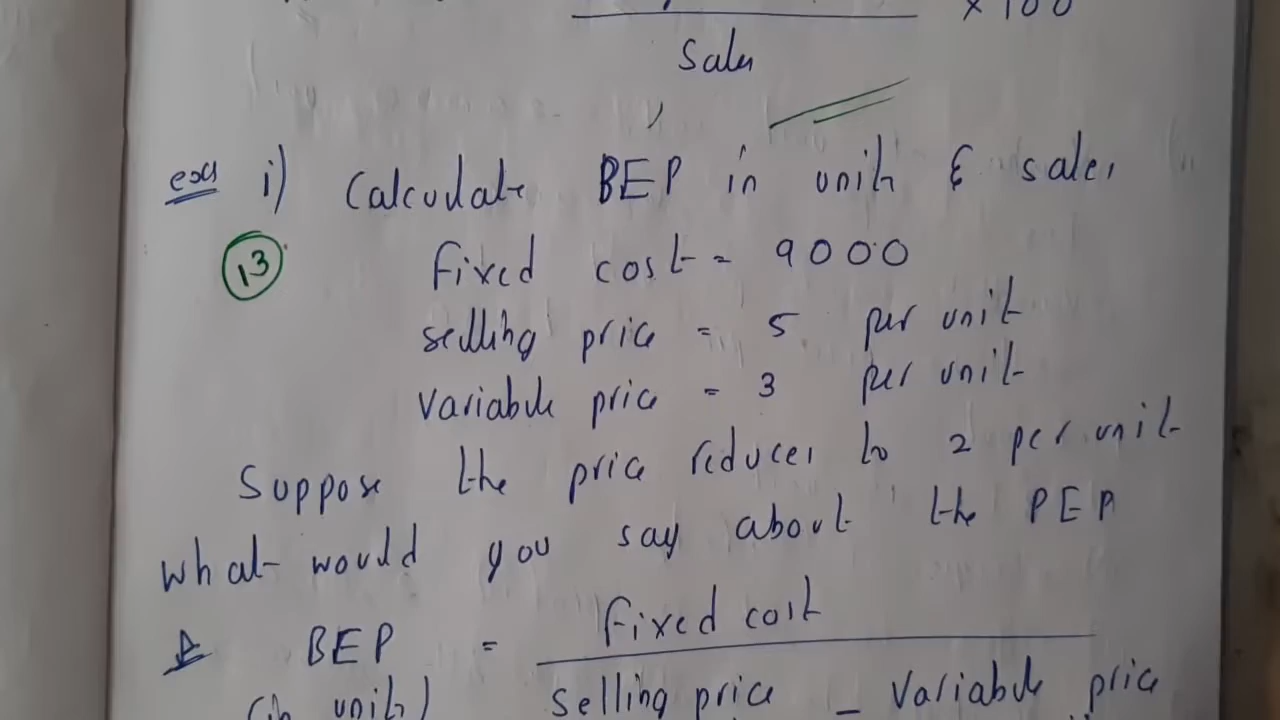 × 100
Sales
ex: i) Calculate BEP in units & sales
13
Fixed cost = 9000
selling price = 5 per unit
variable price = 3 per unit
Suppose the price reduces to 2 per unit
what would you say about the BEP
BEP = Fixed cost
(in units) Selling price - Variable price